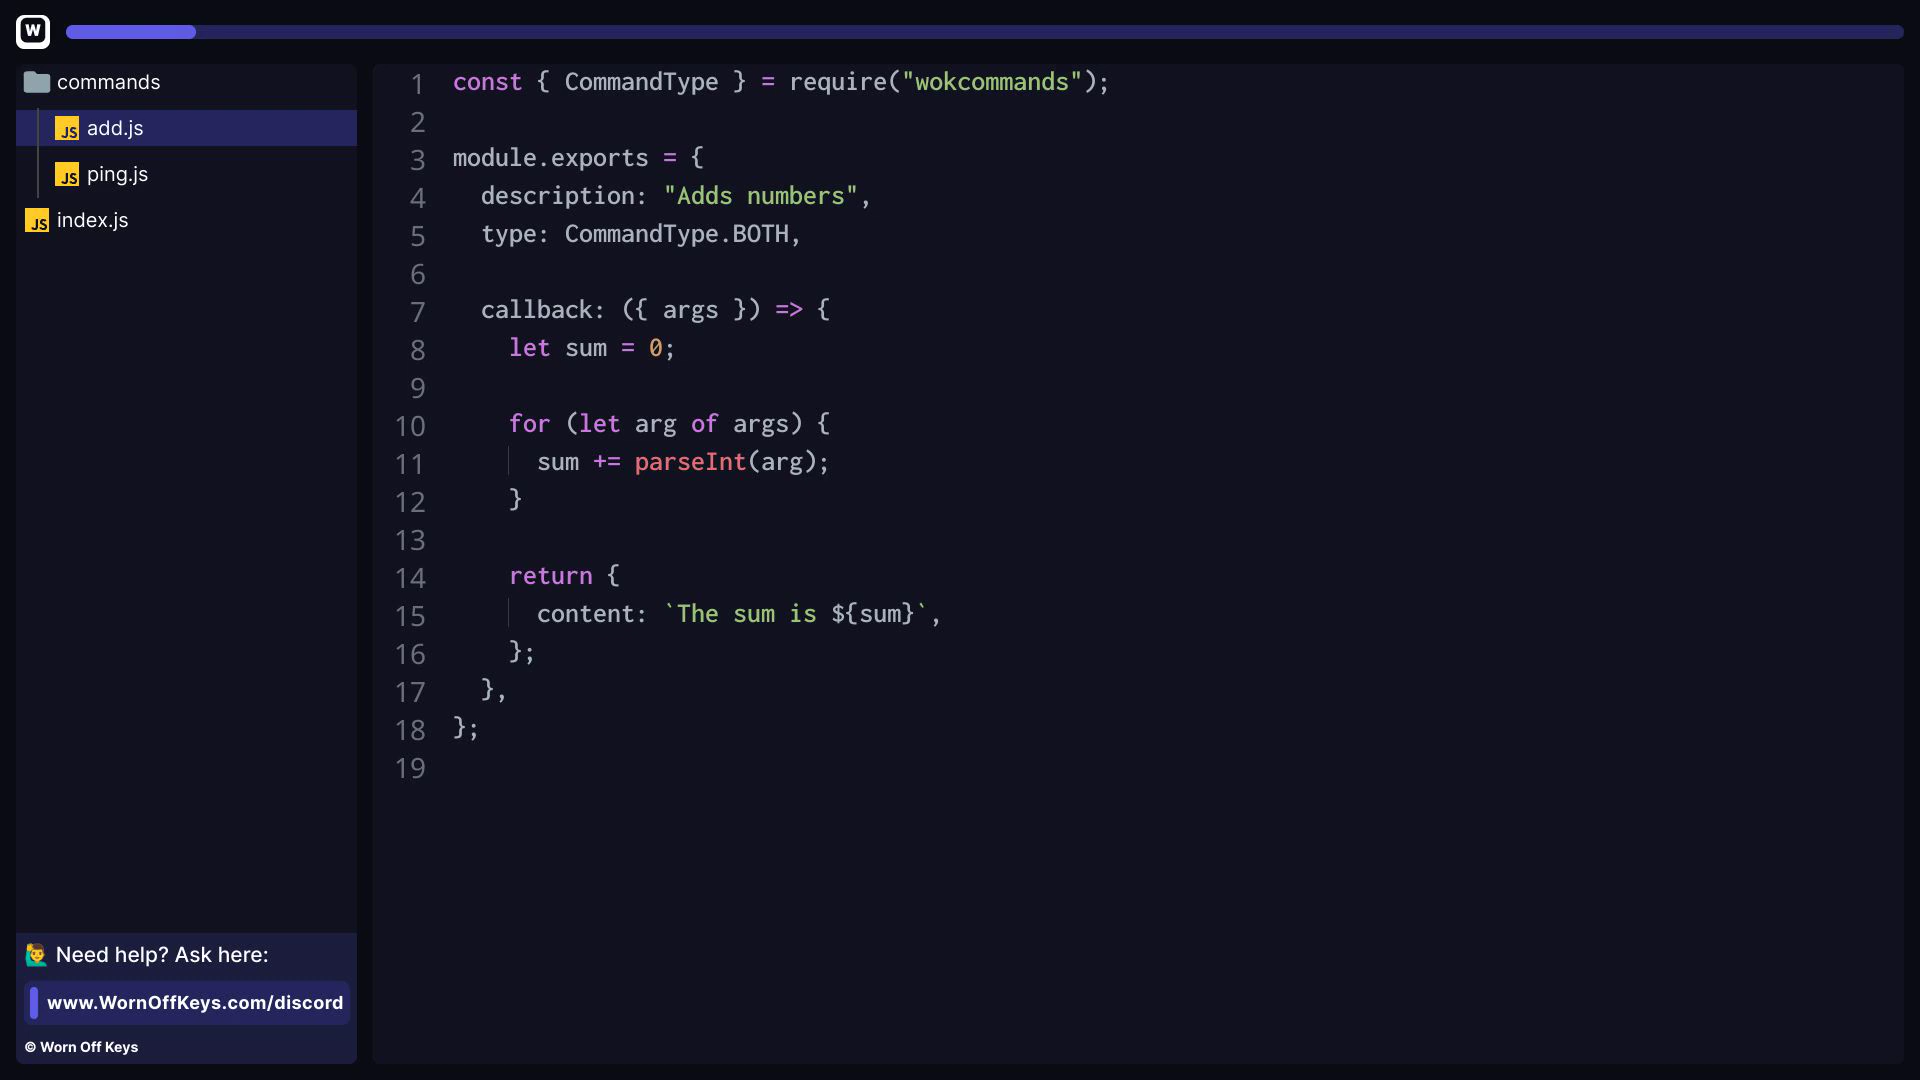 W
commands
JS add.js
JS ping.js
JS index.js
1 const { CommandType } = require("wokcommands");
2
3 module.exports = {
4   description: "Adds numbers",
5   type: CommandType.BOTH,
6
7   callback: ({ args }) => {
8     let sum = 0;
9
10     for (let arg of args) {
11       sum += parseInt(arg);
12     }
13
14     return {
15       content: `The sum is ${sum}`,
16     };
17   },
18 };
19
Need help? Ask here:
www.WornOffKeys.com/discord
© Worn Off Keys